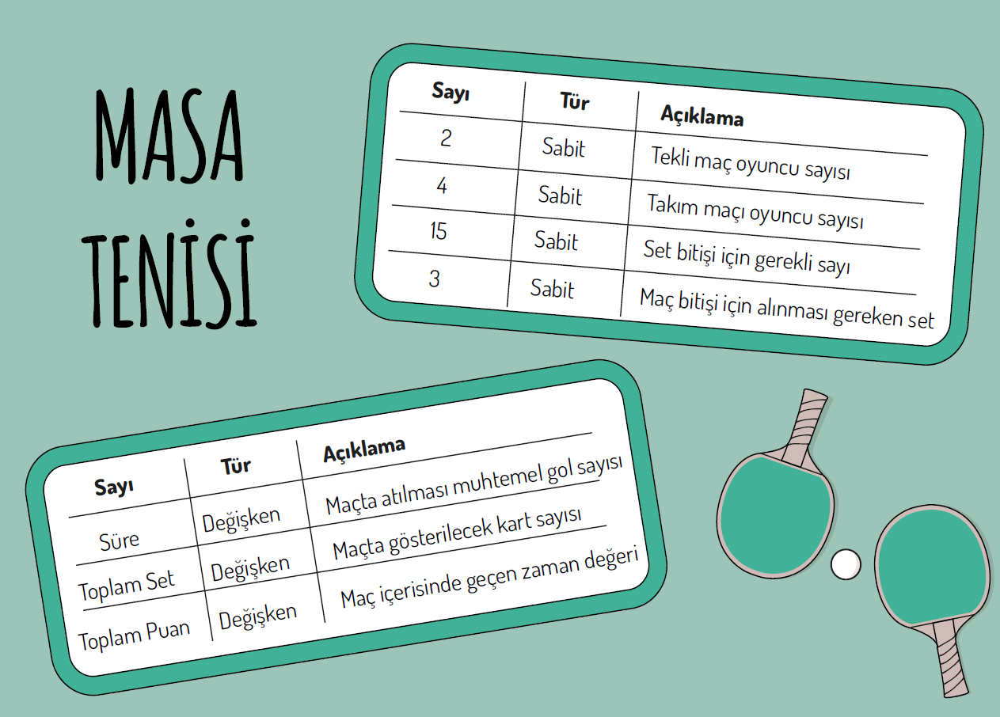 MASA
TENİSİ
Sayı Tür Açıklama
2 Sabit Tekli maç oyuncu sayısı
4 Sabit Takım maçı oyuncu sayısı
15 Sabit Set bitişi için gerekli sayı
3 Sabit Maç bitişi için alınması gereken set
Sayı Tür Açıklama
Süre Değişken Maçta atılması muhtemel gol sayısı
Toplam Set Değişken Maçta gösterilecek kart sayısı
Toplam Puan Değişken Maç içerisinde geçen zaman değeri